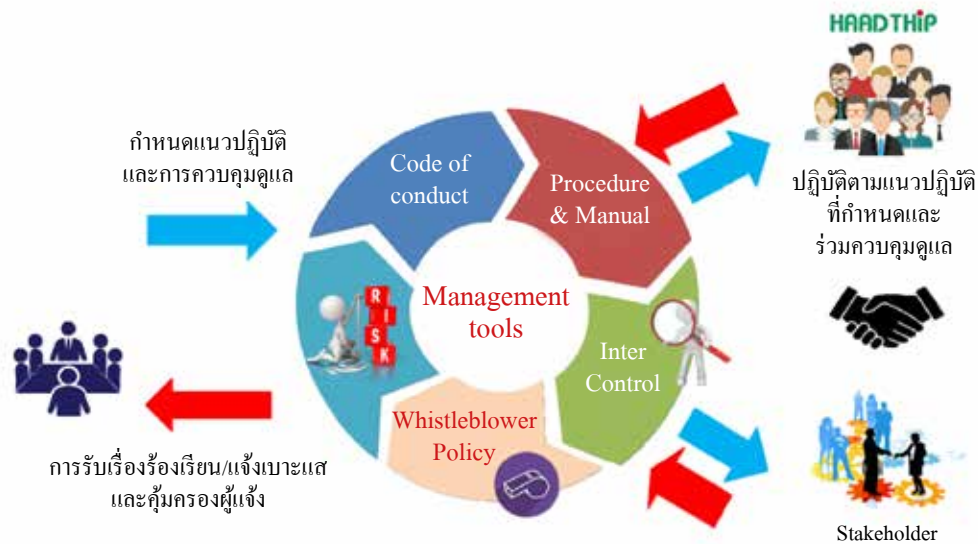 HAADTHIP
กำหนดแนวปฏิบัติ
และการควบคุมดูแล
Code of
conduct
Procedure
& Manual
ปฏิบัติตามแนวปฏิบัติ
ที่กำหนดและ
ร่วมควบคุมดูแล
Management
tools
R
I
S
K
Inter
Control
Whistleblower
Policy
การรับเรื่องร้องเรียน/แจ้งเบาะแส
และคุ้มครองผู้แจ้ง
Stakeholder